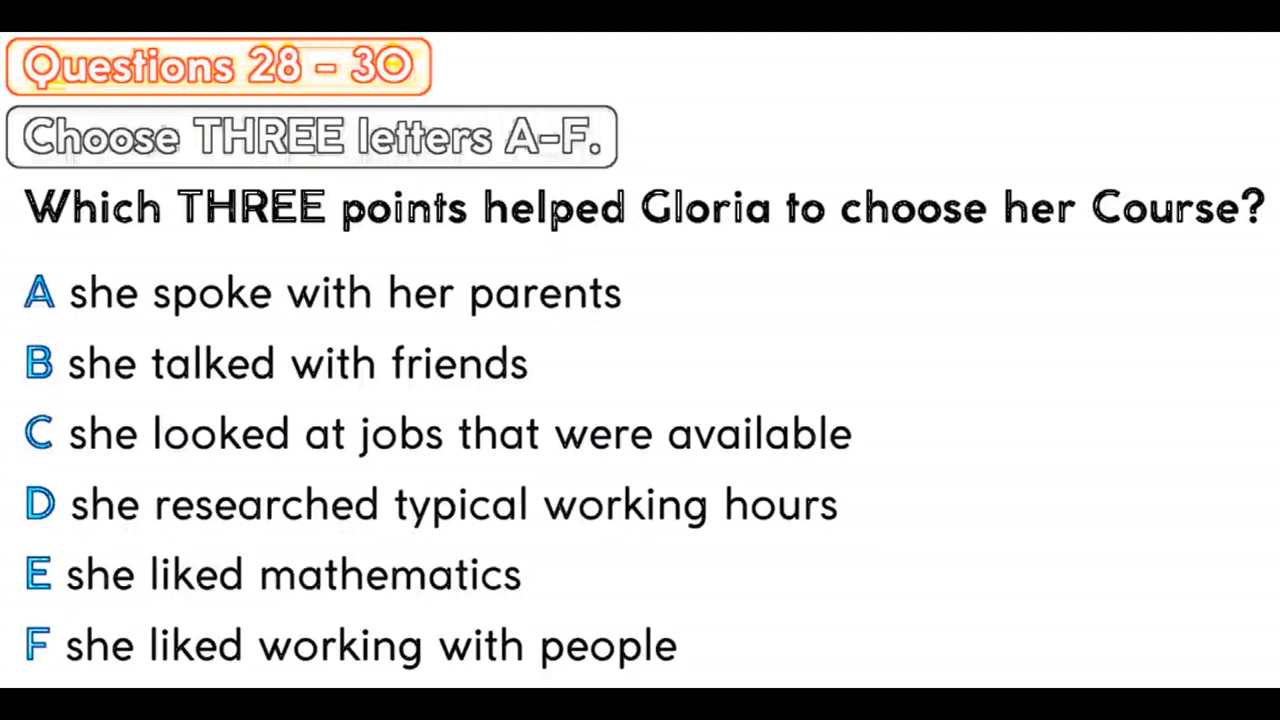 Questions 28 - 30
Choose THREE letters A-F.
Which THREE points helped Gloria to choose her Course?
A she spoke with her parents
B she talked with friends
C she looked at jobs that were available
D she researched typical working hours
E she liked mathematics
F she liked working with people